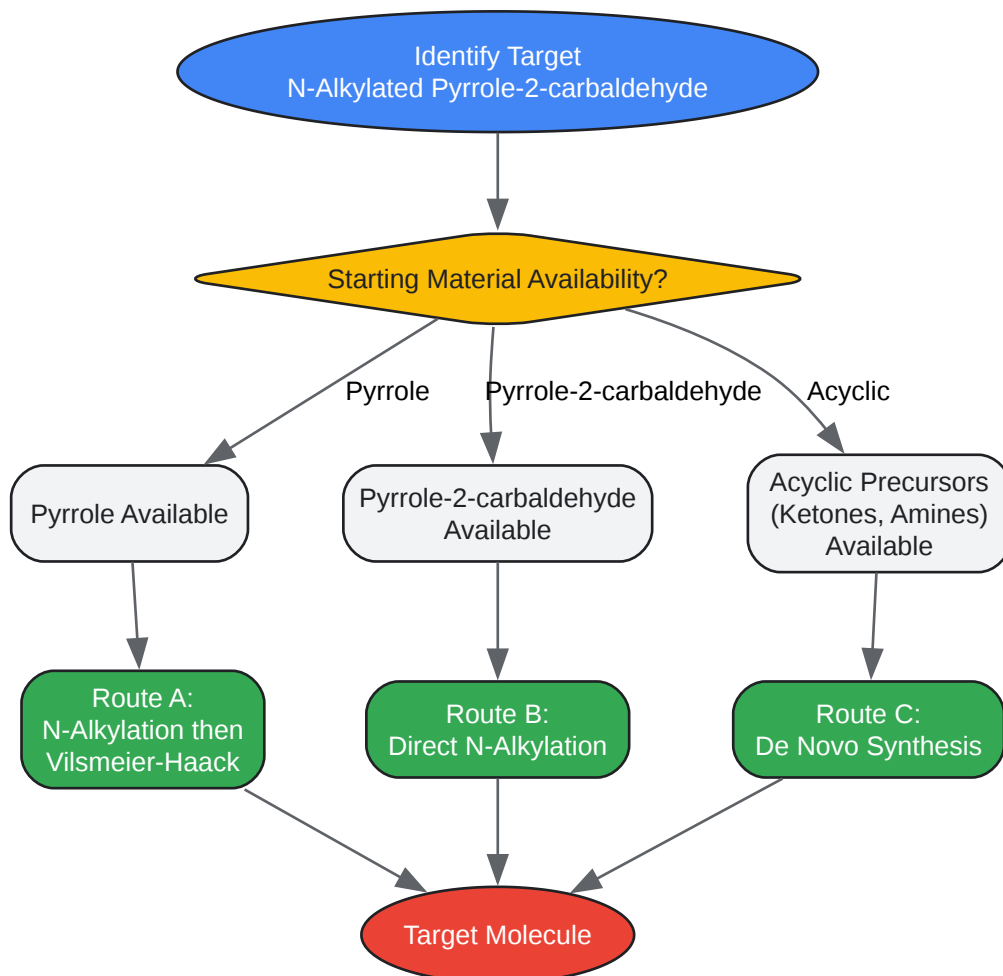 Identify Target
N-Alkylated Pyrrole-2-carbaldehyde
Starting Material Availability?
Pyrrole
Pyrrole-2-carbaldehyde
Acyclic
Pyrrole Available
Pyrrole-2-carbaldehyde
Available
Acyclic Precursors
(Ketones, Amines)
Available
Route A:
N-Alkylation then
Vilsmeier-Haack
Route B:
Direct N-Alkylation
Route C:
De Novo Synthesis
Target Molecule